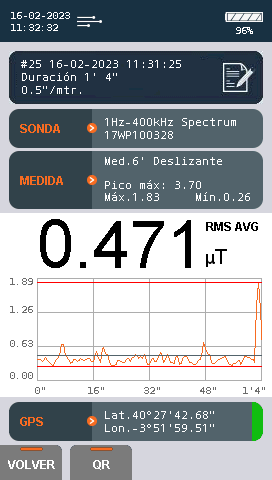 16-02-2023
11:32:32
96%
#25 16-02-2023 11:31:25
Duración 1' 4"
0.5"/mtr.
SONDA
1Hz-400kHz Spectrum
17WP100328
MEDIDA
Med.6' Deslizante
Pico máx: 3.70
Máx.1.83 Mín.0.26
0.471 RMS AVG
µT
1.89
1.26
0.63
0.00
0" 16" 32" 48" 1'4"
GPS
Lat.40°27'42.68"
Lon.-3°51'59.51"
VOLVER QR